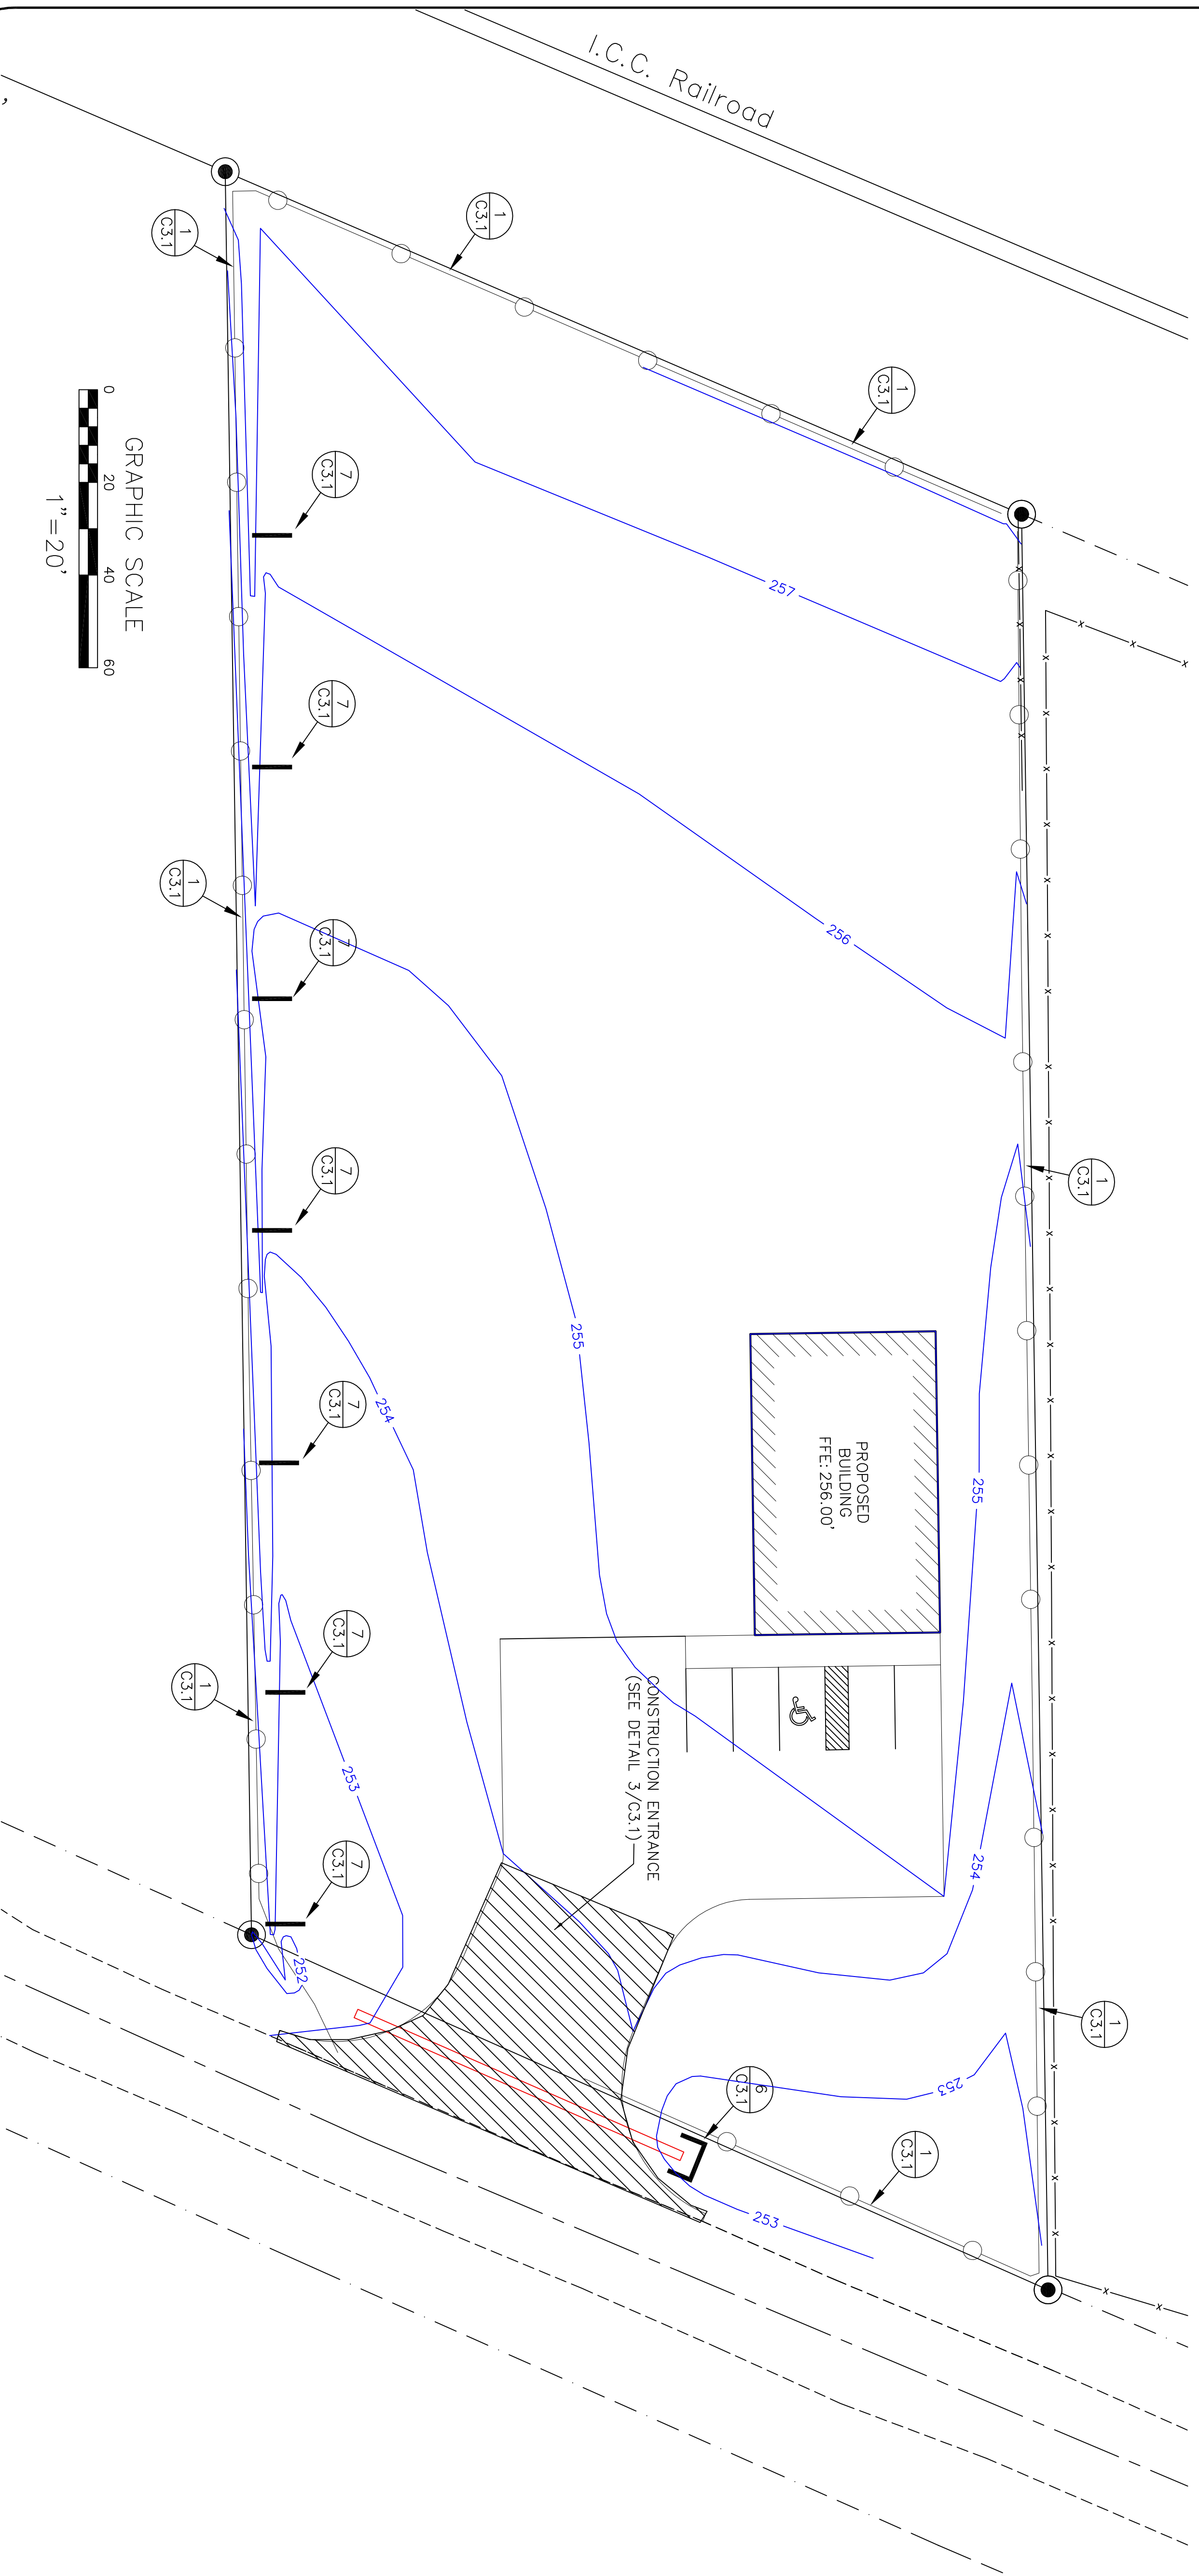 I.C.C. Railroad
1
C3.1
1
C3.1
1
C3.1
GRAPHIC SCALE
0
20
40
60
1"=20'
7
C3.1
257
7
C3.1
1
C3.1
256
7
C3.1
7
C3.1
1
C3.1
255
7
C3.1
254
PROPOSED
BUILDING
FFE: 256.00'
255
7
C3.1
1
C3.1
CONSTRUCTION ENTRANCE
(SEE DETAIL 3/C3.1)
253
7
C3.1
254
252
1
C3.1
6
C3.1
253
1
C3.1
253